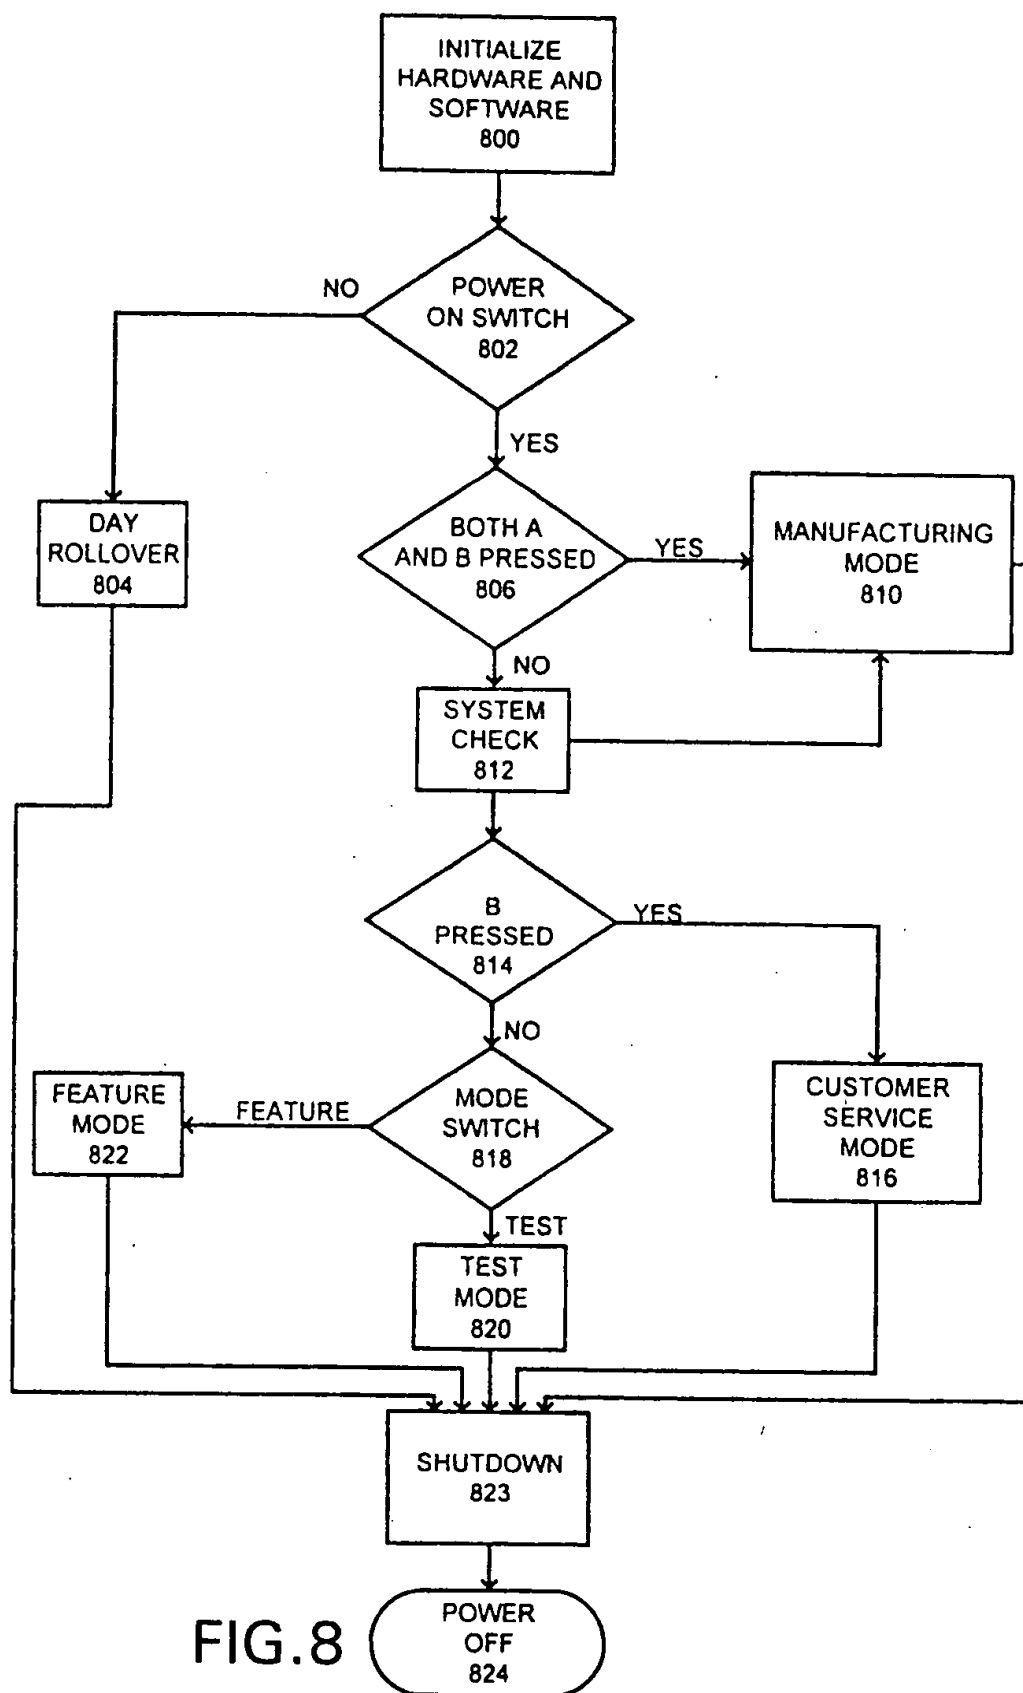 INITIALIZE
HARDWARE AND
SOFTWARE
800
NO
POWER
ON SWITCH
802
YES
DAY
ROLLOVER
804
BOTH A
AND B PRESSED
806
YES
MANUFACTURING
MODE
810
NO
SYSTEM
CHECK
812
B
PRESSED
814
YES
NO
FEATURE
MODE
822
FEATURE
MODE
SWITCH
818
CUSTOMER
SERVICE
MODE
816
TEST
TEST
MODE
820
SHUTDOWN
823
POWER
OFF
824
FIG.8